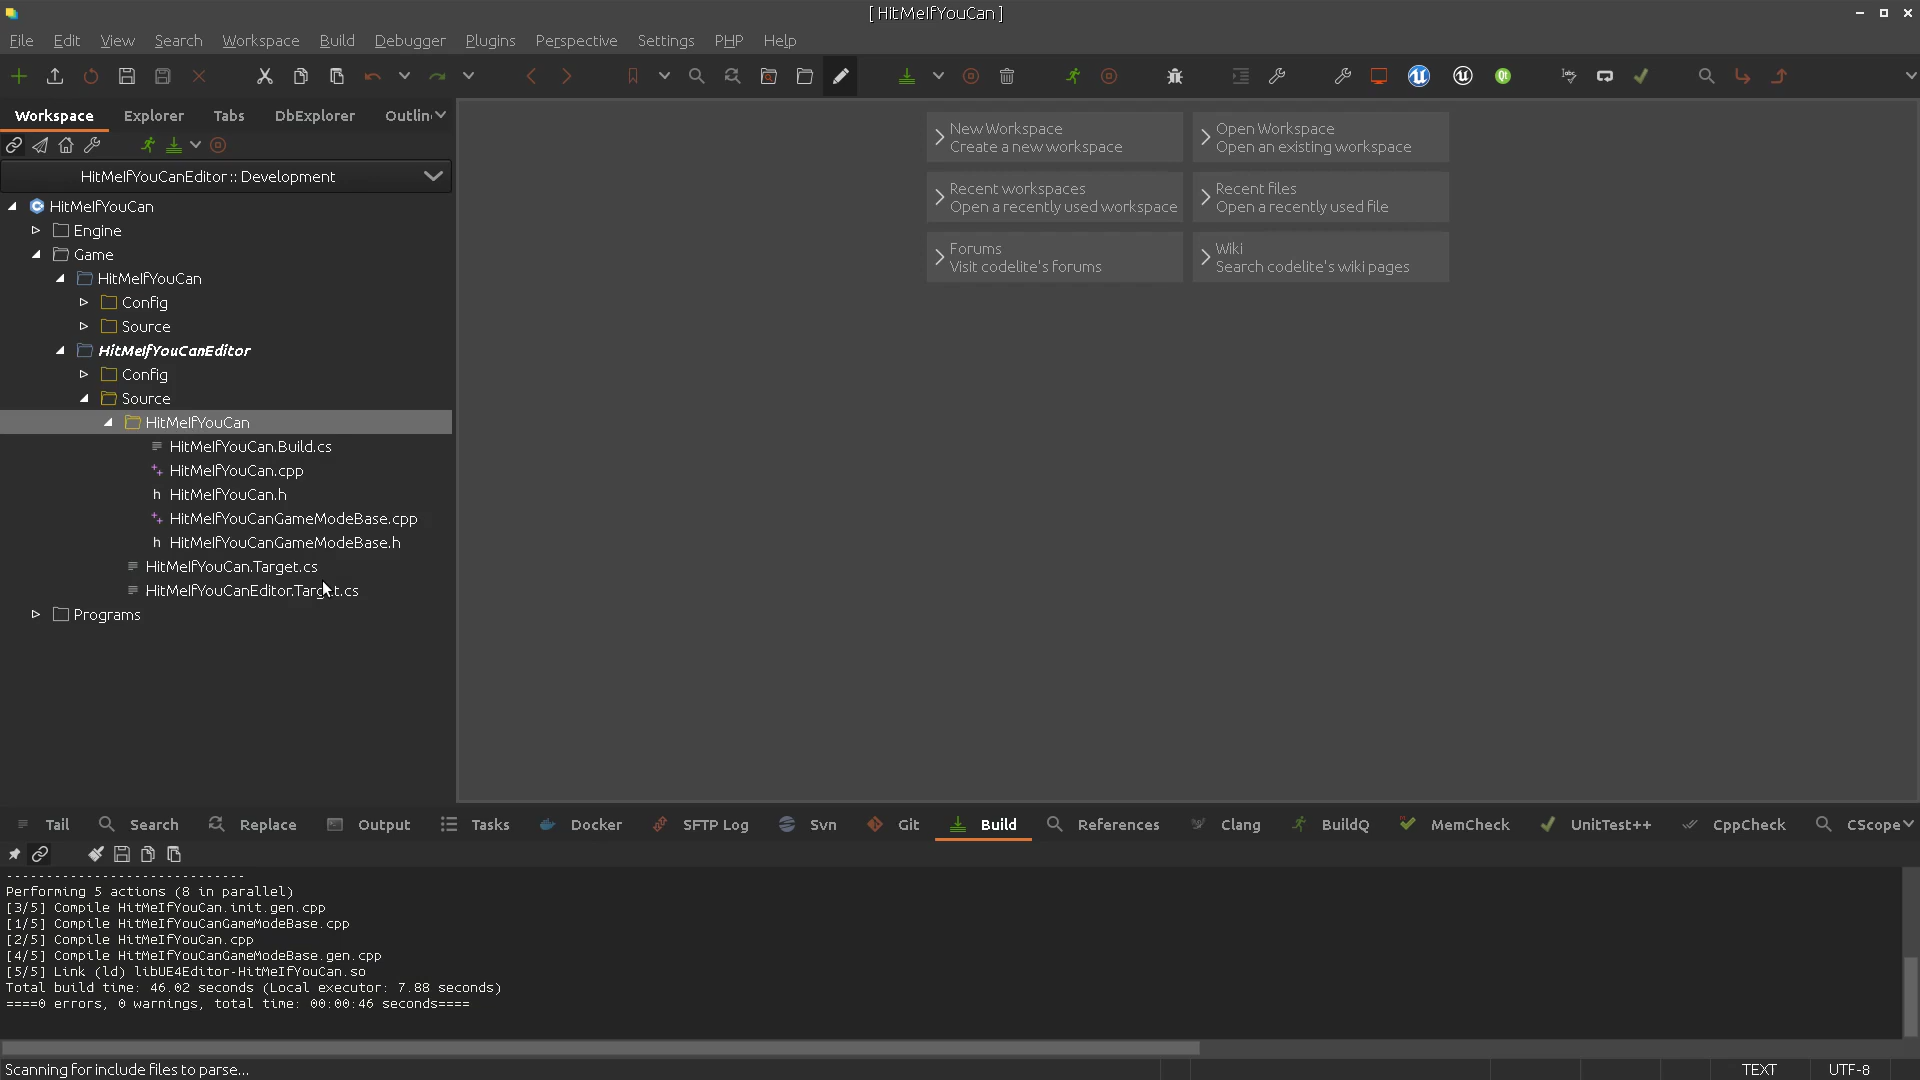 [ HitMeIfYouCan ]
File Edit View Search Workspace Build Debugger Plugins Perspective Settings PHP Help
Workspace Explorer Tabs DbExplorer Outlin
HitMeIfYouCanEditor :: Development
HitMeIfYouCan
Engine
Game
HitMeIfYouCan
Config
Source
HitMeIfYouCanEditor
Config
Source
HitMeIfYouCan
HitMeIfYouCan.Build.cs
HitMeIfYouCan.cpp
HitMeIfYouCan.h
HitMeIfYouCanGameModeBase.cpp
HitMeIfYouCanGameModeBase.h
HitMeIfYouCan.Target.cs
HitMeIfYouCanEditor.Target.cs
Programs
New Workspace
Create a new workspace
Open Workspace
Open an existing workspace
Recent workspaces
Open a recently used workspace
Recent files
Open a recently used file
Forums
Visit codelite's forums
Wiki
Search codelite's wiki pages
Tail Search Replace Output Tasks Docker SFTP Log Svn Git Build References Clang BuildQ MemCheck UnitTest++ CppCheck CScope
-----------------------------
Performing 5 actions (8 in parallel)
[3/5] Compile HitMeIfYouCan.init.gen.cpp
[1/5] Compile HitMeIfYouCanGameModeBase.cpp
[2/5] Compile HitMeIfYouCan.cpp
[4/5] Compile HitMeIfYouCanGameModeBase.gen.cpp
[5/5] Link (ld) libUE4Editor-HitMeIfYouCan.so
Total build time: 46.02 seconds (Local executor: 7.88 seconds)
====0 errors, 0 warnings, total time: 00:00:46 seconds====
Scanning for include files to parse... TEXT UTF-8